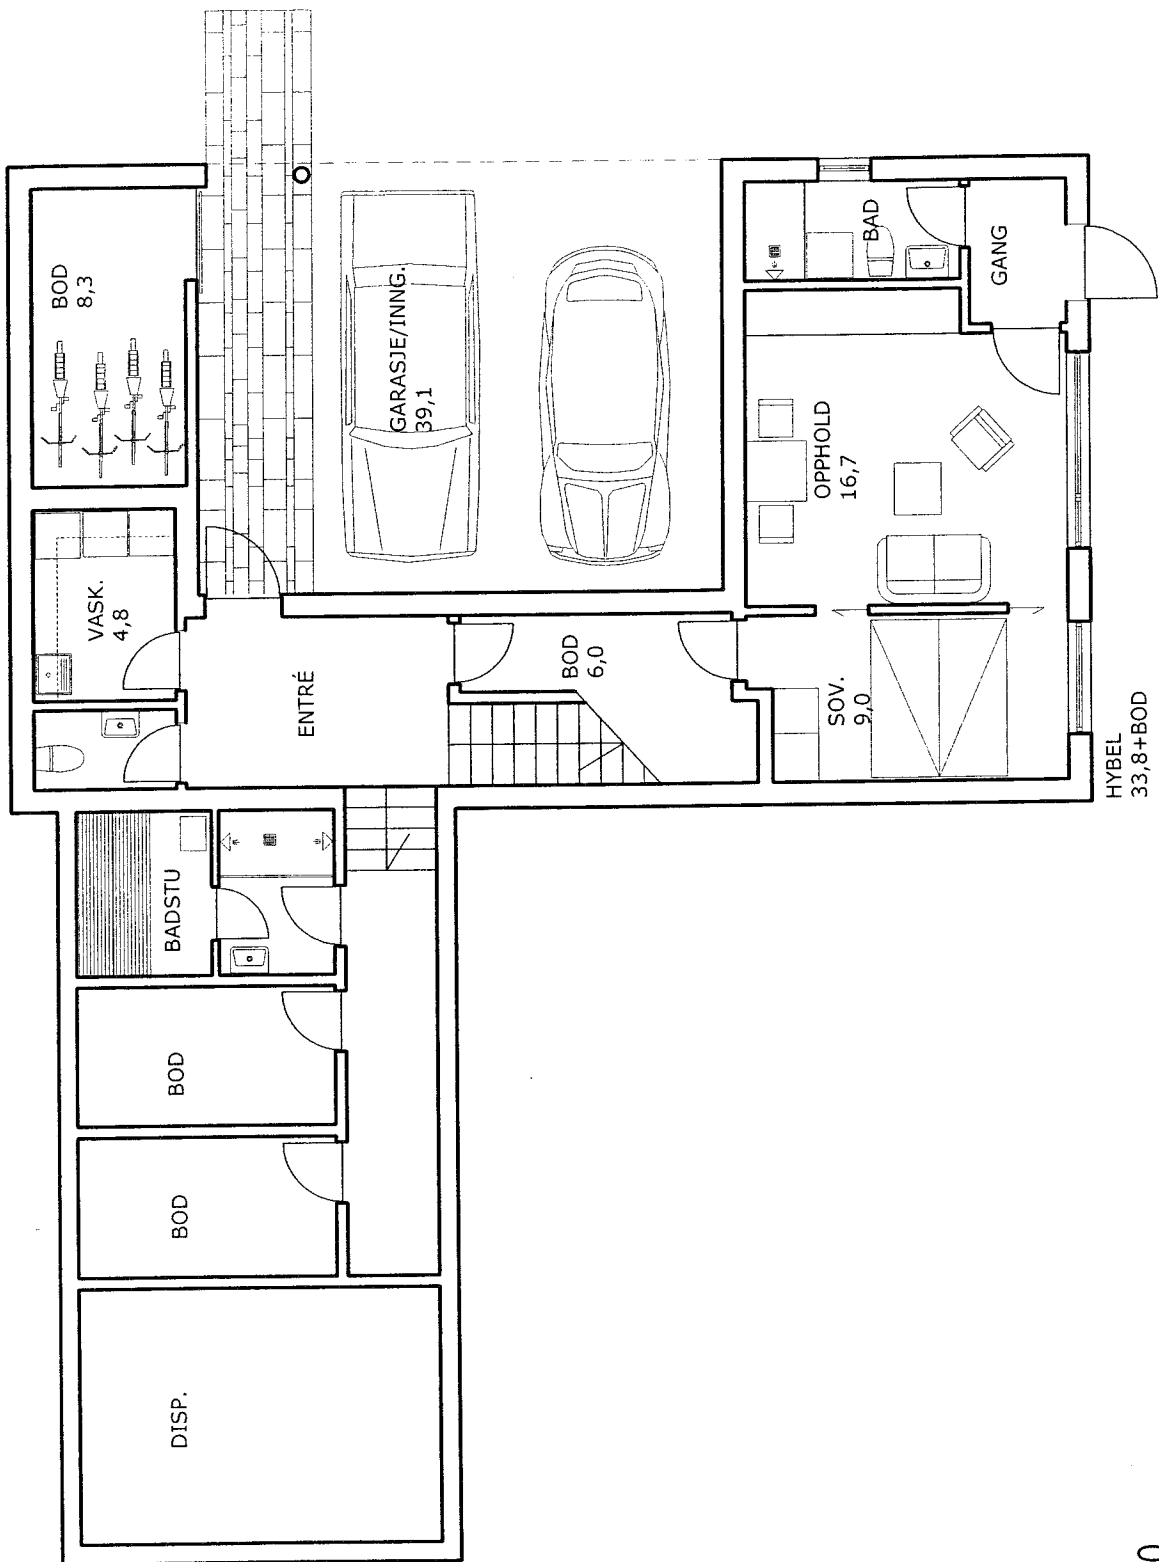 BOD
8,3
VASK.
4,8
GARASJE/INNG.
39,1
BAD
GANG
OPPHOLD
16,7
ENTRÉ
BOD
6,0
SOV.
9,0
HYBEL
33,8+BOD
BADSTU
BOD
BOD
DISP.